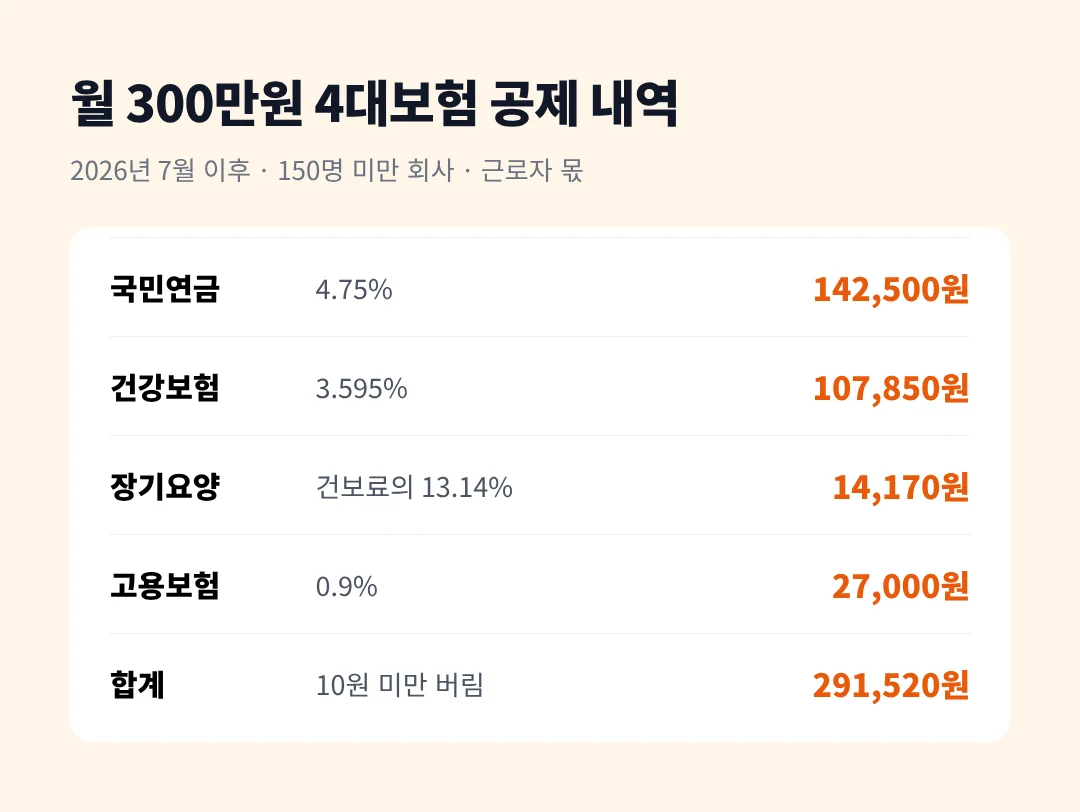 월 300만원 4대보험 공제 내역
2026년 7월 이후 · 150명 미만 회사 · 근로자 몫
국민연금 4.75% 142,500원
건강보험 3.595% 107,850원
장기요양 건보료의 13.14% 14,170원
고용보험 0.9% 27,000원
합계 10원 미만 버림 291,520원